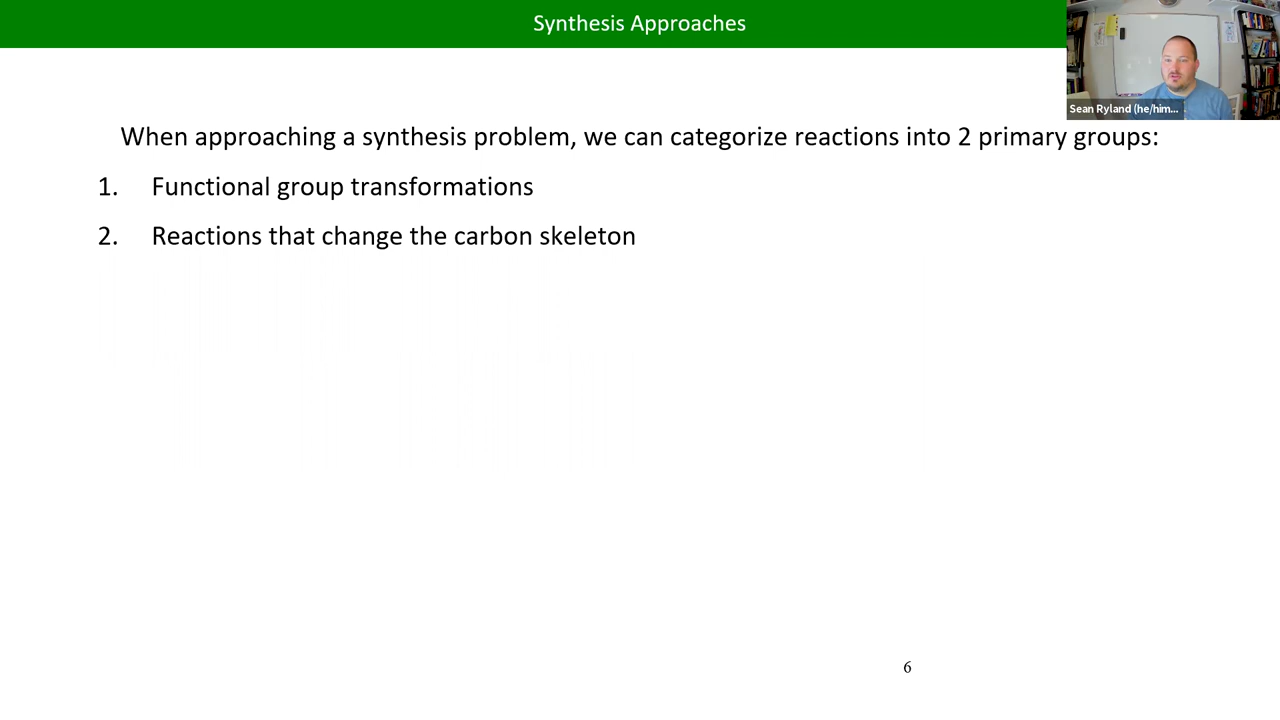 Synthesis Approaches
Sean Ryland (he/him...
When approaching a synthesis problem, we can categorize reactions into 2 primary groups:
1. Functional group transformations
2. Reactions that change the carbon skeleton
6